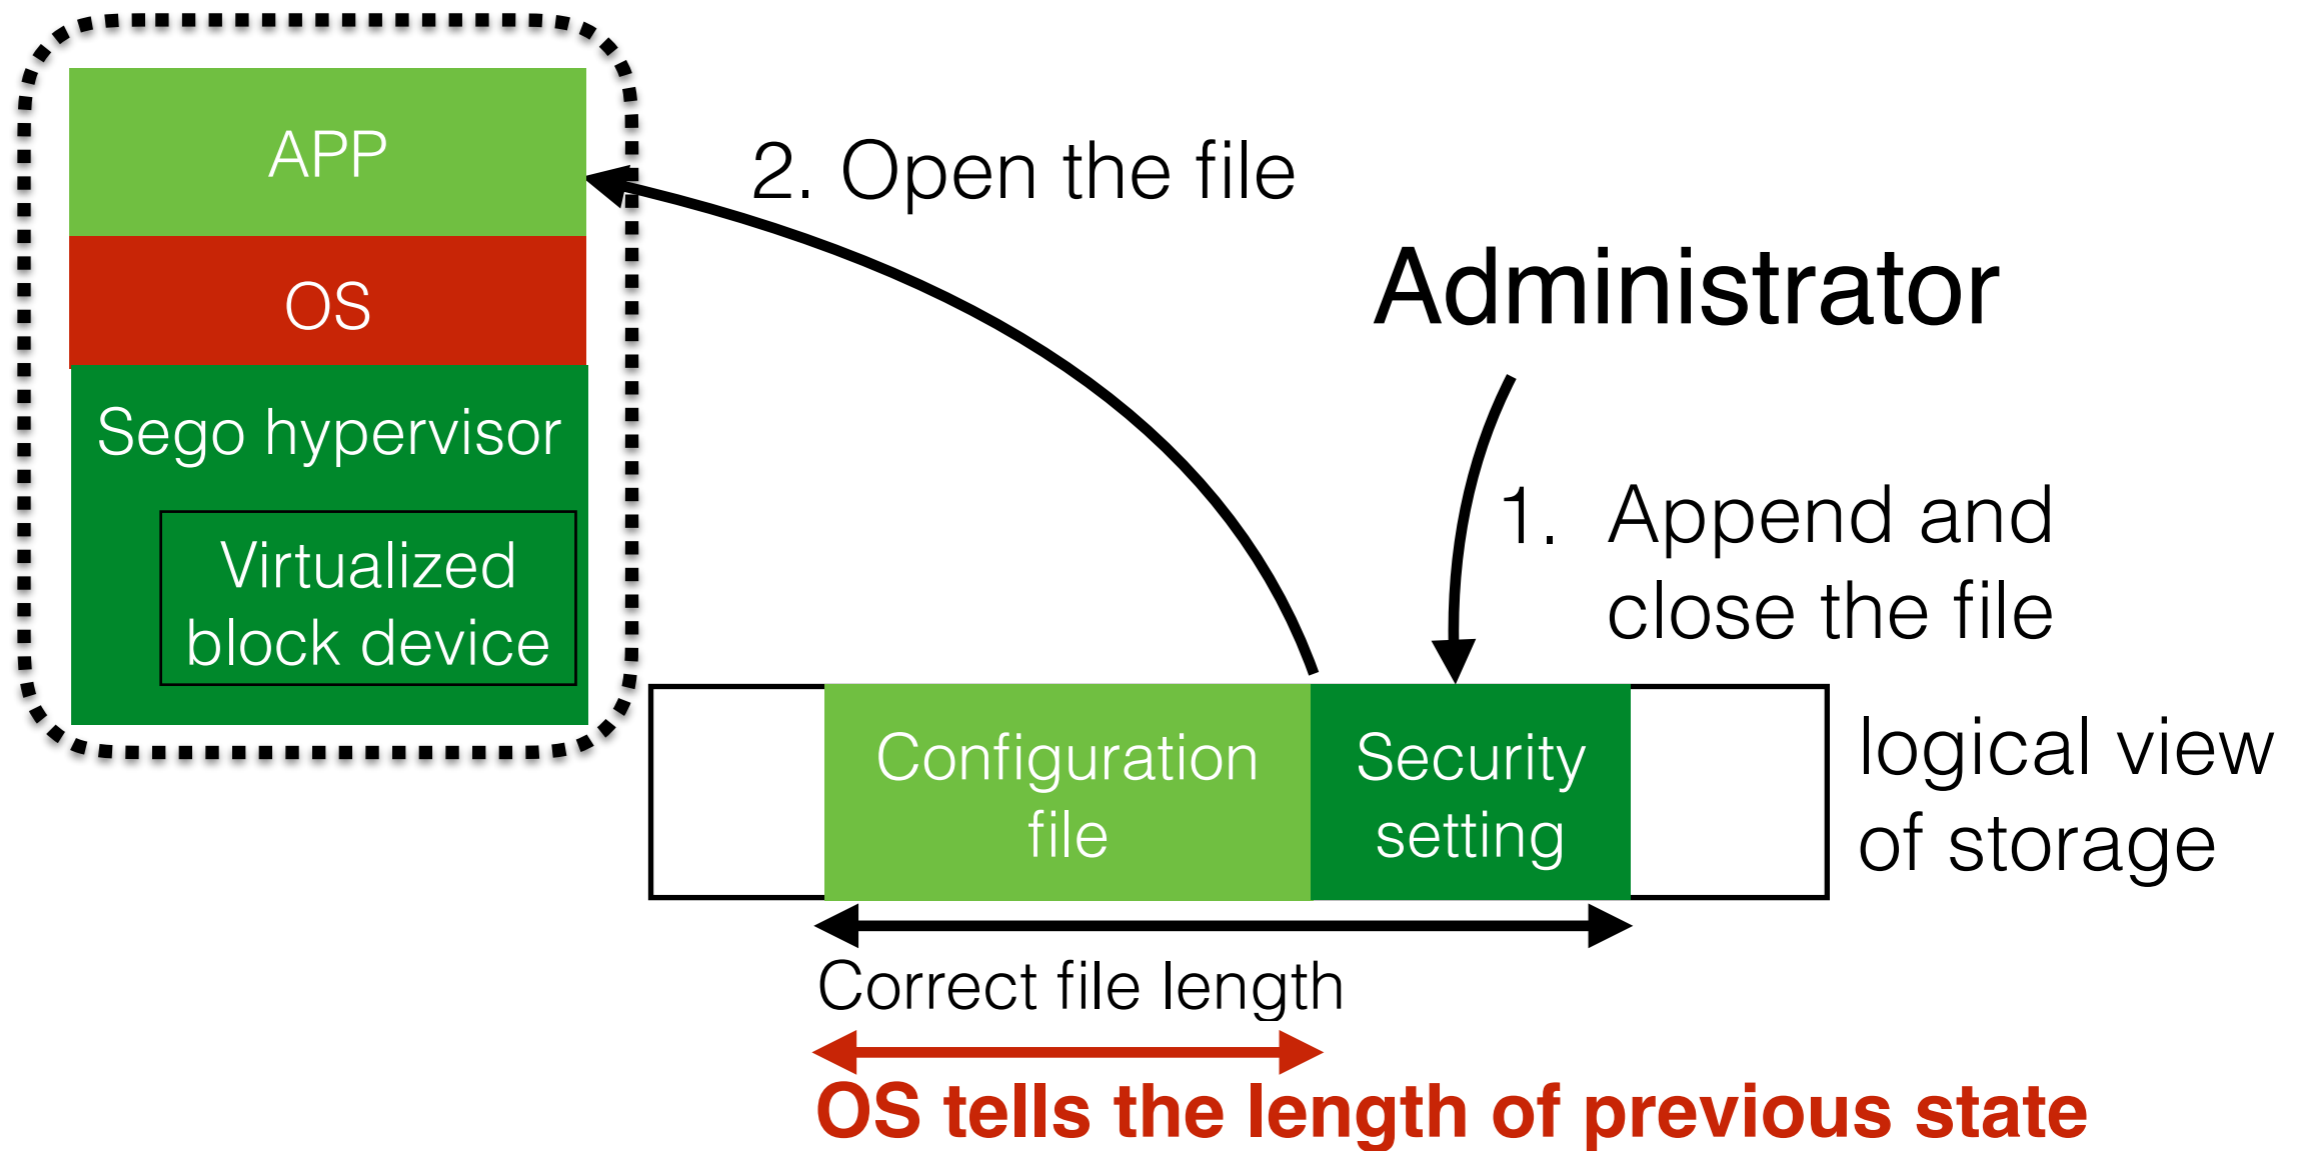 APP
OS
Sego hypervisor
Virtualized
block device
2. Open the file
Administrator
1. Append and
close the file
Configuration
file
Security
setting
logical view
of storage
Correct file length
OS tells the length of previous state